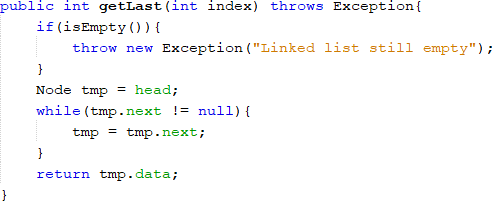 public int getLast(int index) throws Exception{
    if(isEmpty()){
        throw new Exception("Linked list still empty");
    }
    Node tmp = head;
    while(tmp.next != null){
        tmp = tmp.next;
    }
    return tmp.data;
}